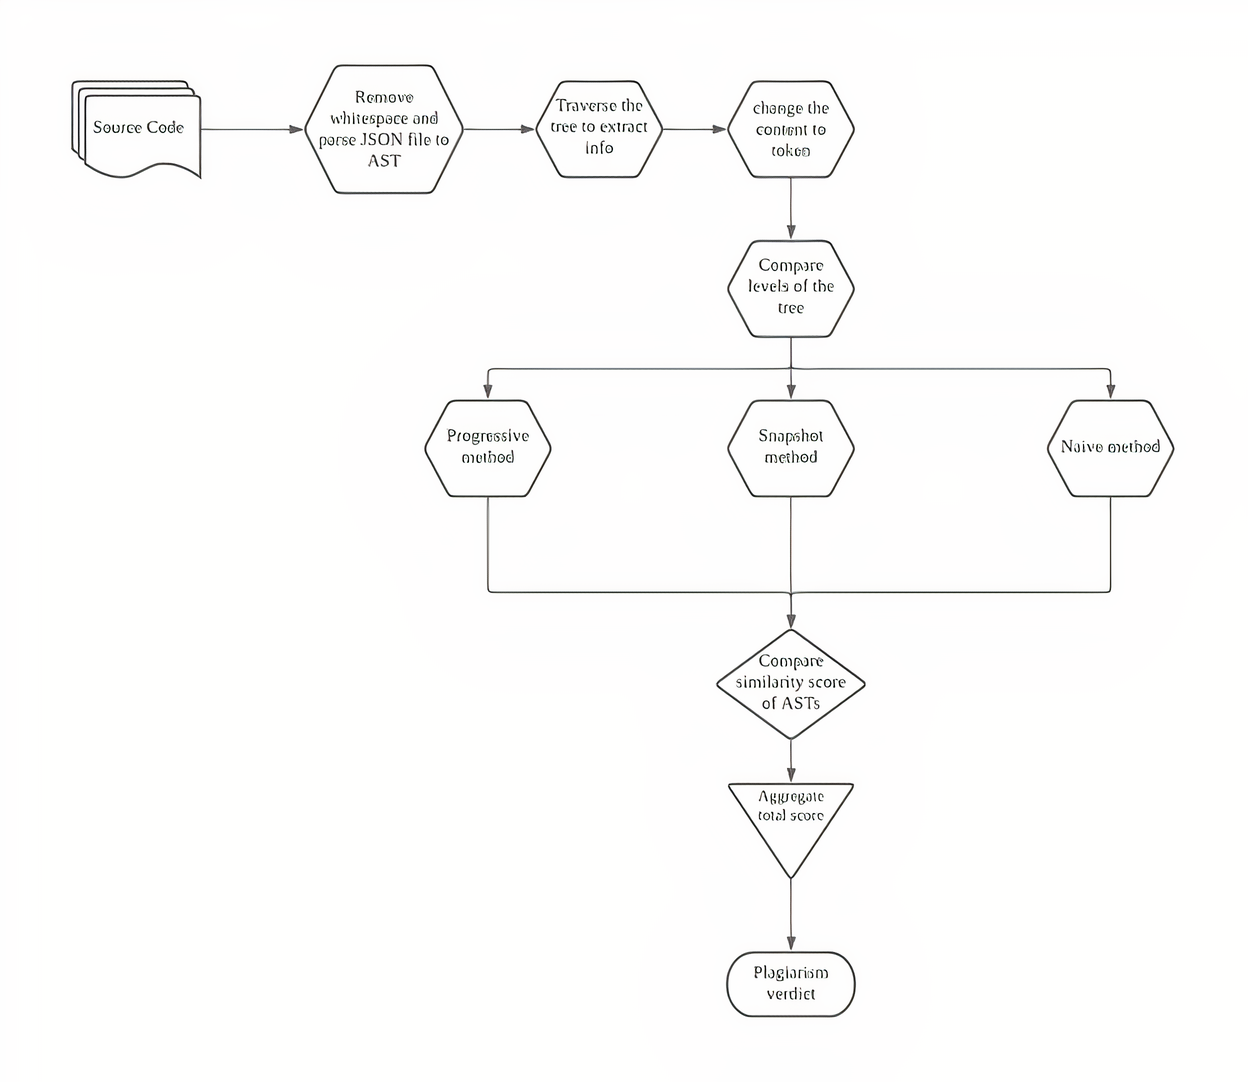 Source Code
Remove
whitespace and
parse JSON file to
AST
Traverse the
tree to extract
info
change the
content to
token
Compare
levels of the
tree
Progressive
method
Snapshot
method
Naive method
Compare
similarity score
of ASTs
Aggregate
total score
Plagiarism
verdict